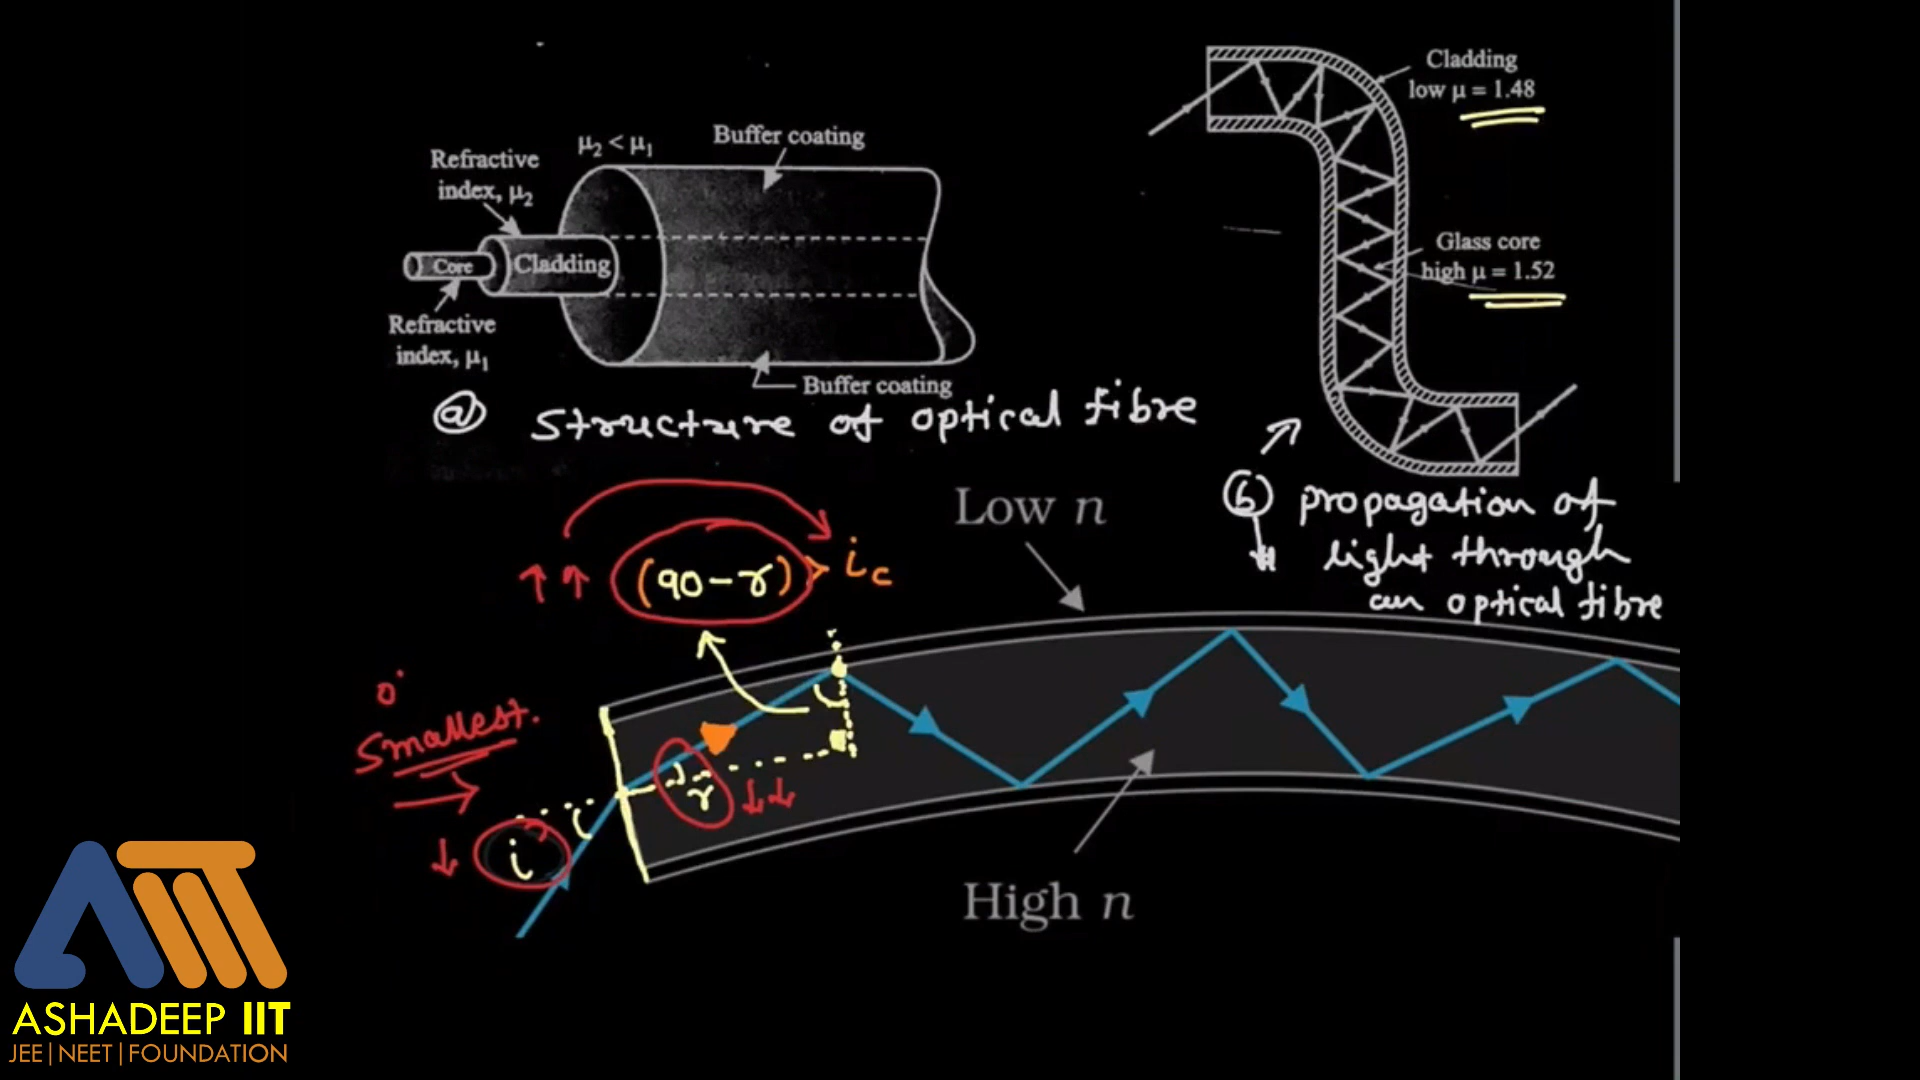 Refractive
index, μ₂
μ₂ < μ₁
Buffer coating
Core
Cladding
Refractive
index, μ₁
Buffer coating
ⓐ structure of optical fibre
Cladding
low μ = 1.48
Glass core
high μ = 1.52
ⓑ propagation of
light through
an optical fibre
Low n
↑ ↑ (90 - r) > i_c
0°
Smallest.
r ↓↓
↓ i
High n
ASHADEEP IIT
JEE | NEET | FOUNDATION